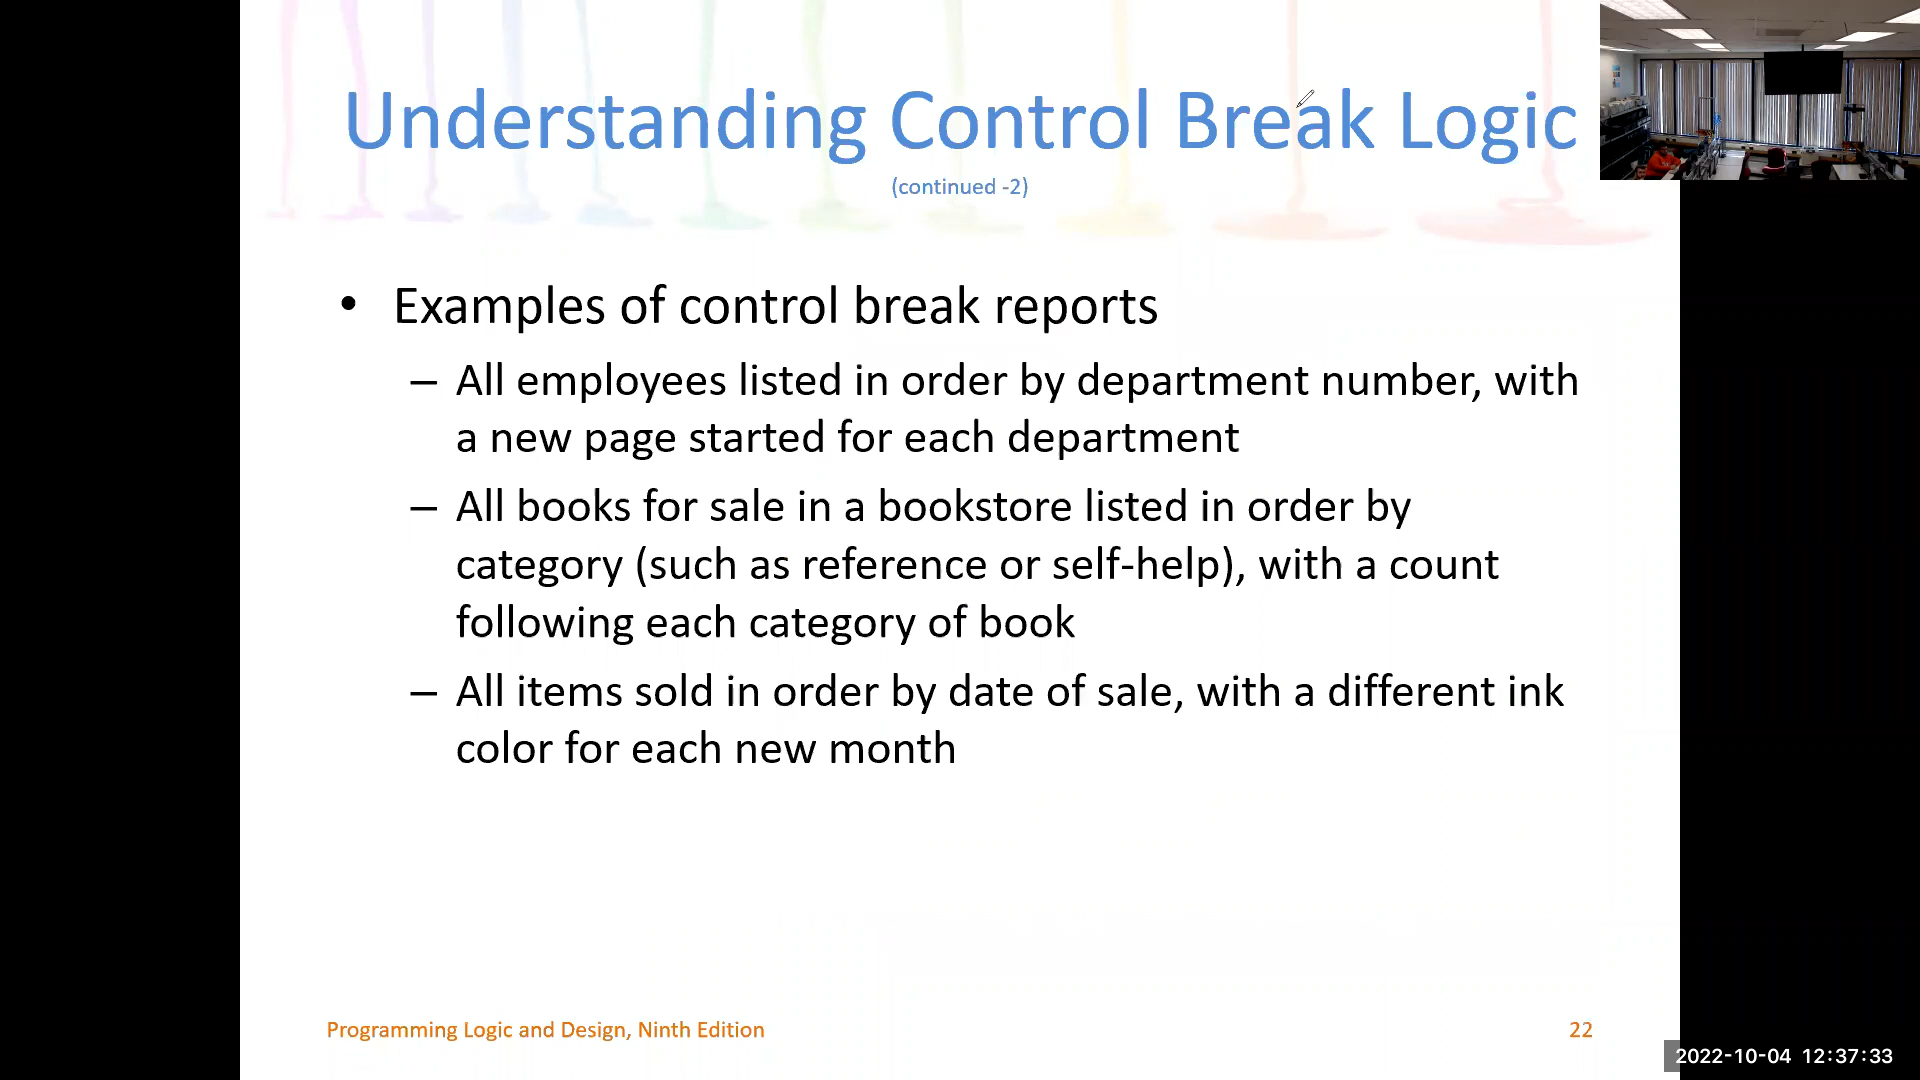 Understanding Control Break Logic
(continued -2)
• Examples of control break reports
– All employees listed in order by department number, with
a new page started for each department
– All books for sale in a bookstore listed in order by
category (such as reference or self-help), with a count
following each category of book
– All items sold in order by date of sale, with a different ink
color for each new month
Programming Logic and Design, Ninth Edition
22
2022-10-04 12:37:33